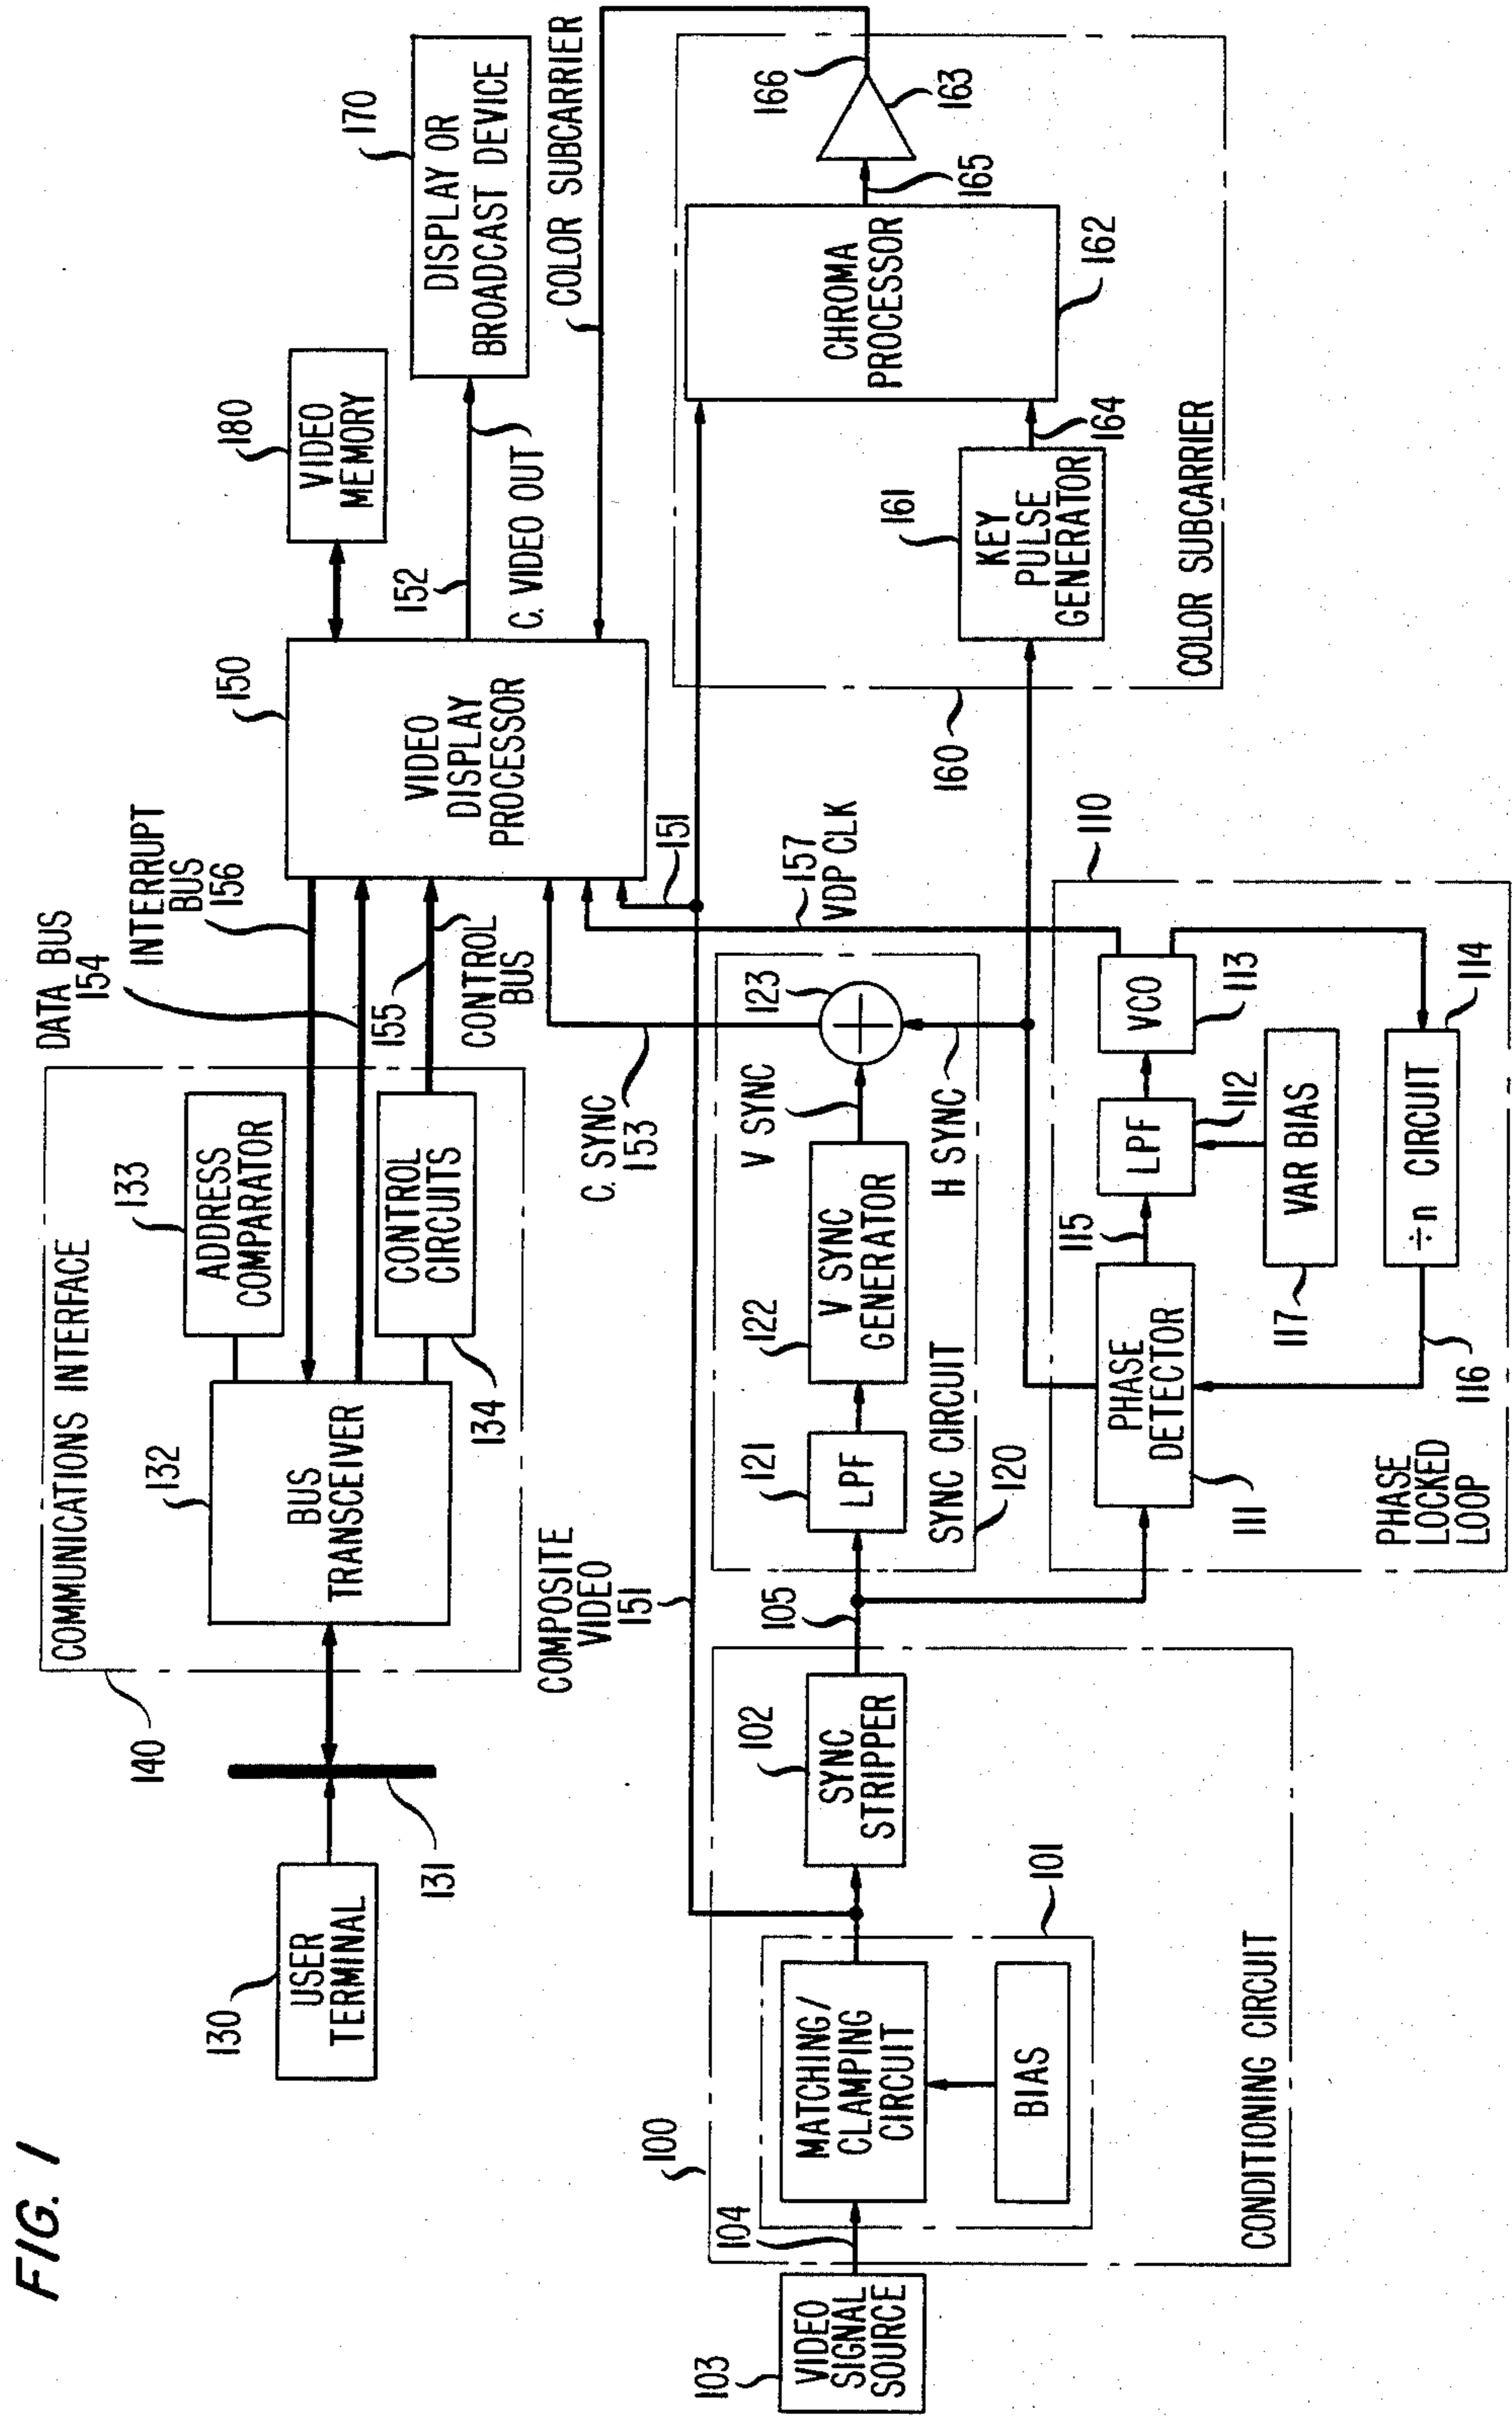 FIG. 1
COMMUNICATIONS INTERFACE
140
130
USER
TERMINAL
131
132
BUS
TRANSCEIVER
133
ADDRESS
COMPARATOR
CONTROL
CIRCUITS
134
DATA BUS
154
INTERRUPT
BUS
156
155
CONTROL
BUS
150
VIDEO
DISPLAY
PROCESSOR
180
VIDEO
MEMORY
152
C. VIDEO OUT
170
DISPLAY OR
BROADCAST DEVICE
COLOR SUBCARRIER
COMPOSITE
VIDEO
151
C. SYNC
153
151
157
VDP CLK
103
VIDEO
SIGNAL
SOURCE
104
100
MATCHING/
CLAMPING
CIRCUIT
BIAS
101
102
SYNC
STRIPPER
CONDITIONING CIRCUIT
105
121
LPF
122
V SYNC
GENERATOR
V SYNC
123
H SYNC
SYNC CIRCUIT
120
110
PHASE
DETECTOR
111
115
LPF
112
VCO
113
VAR BIAS
117
÷n CIRCUIT
114
116
PHASE
LOCKED
LOOP
160
161
KEY
PULSE
GENERATOR
164
CHROMA
PROCESSOR
162
165
163
166
COLOR SUBCARRIER